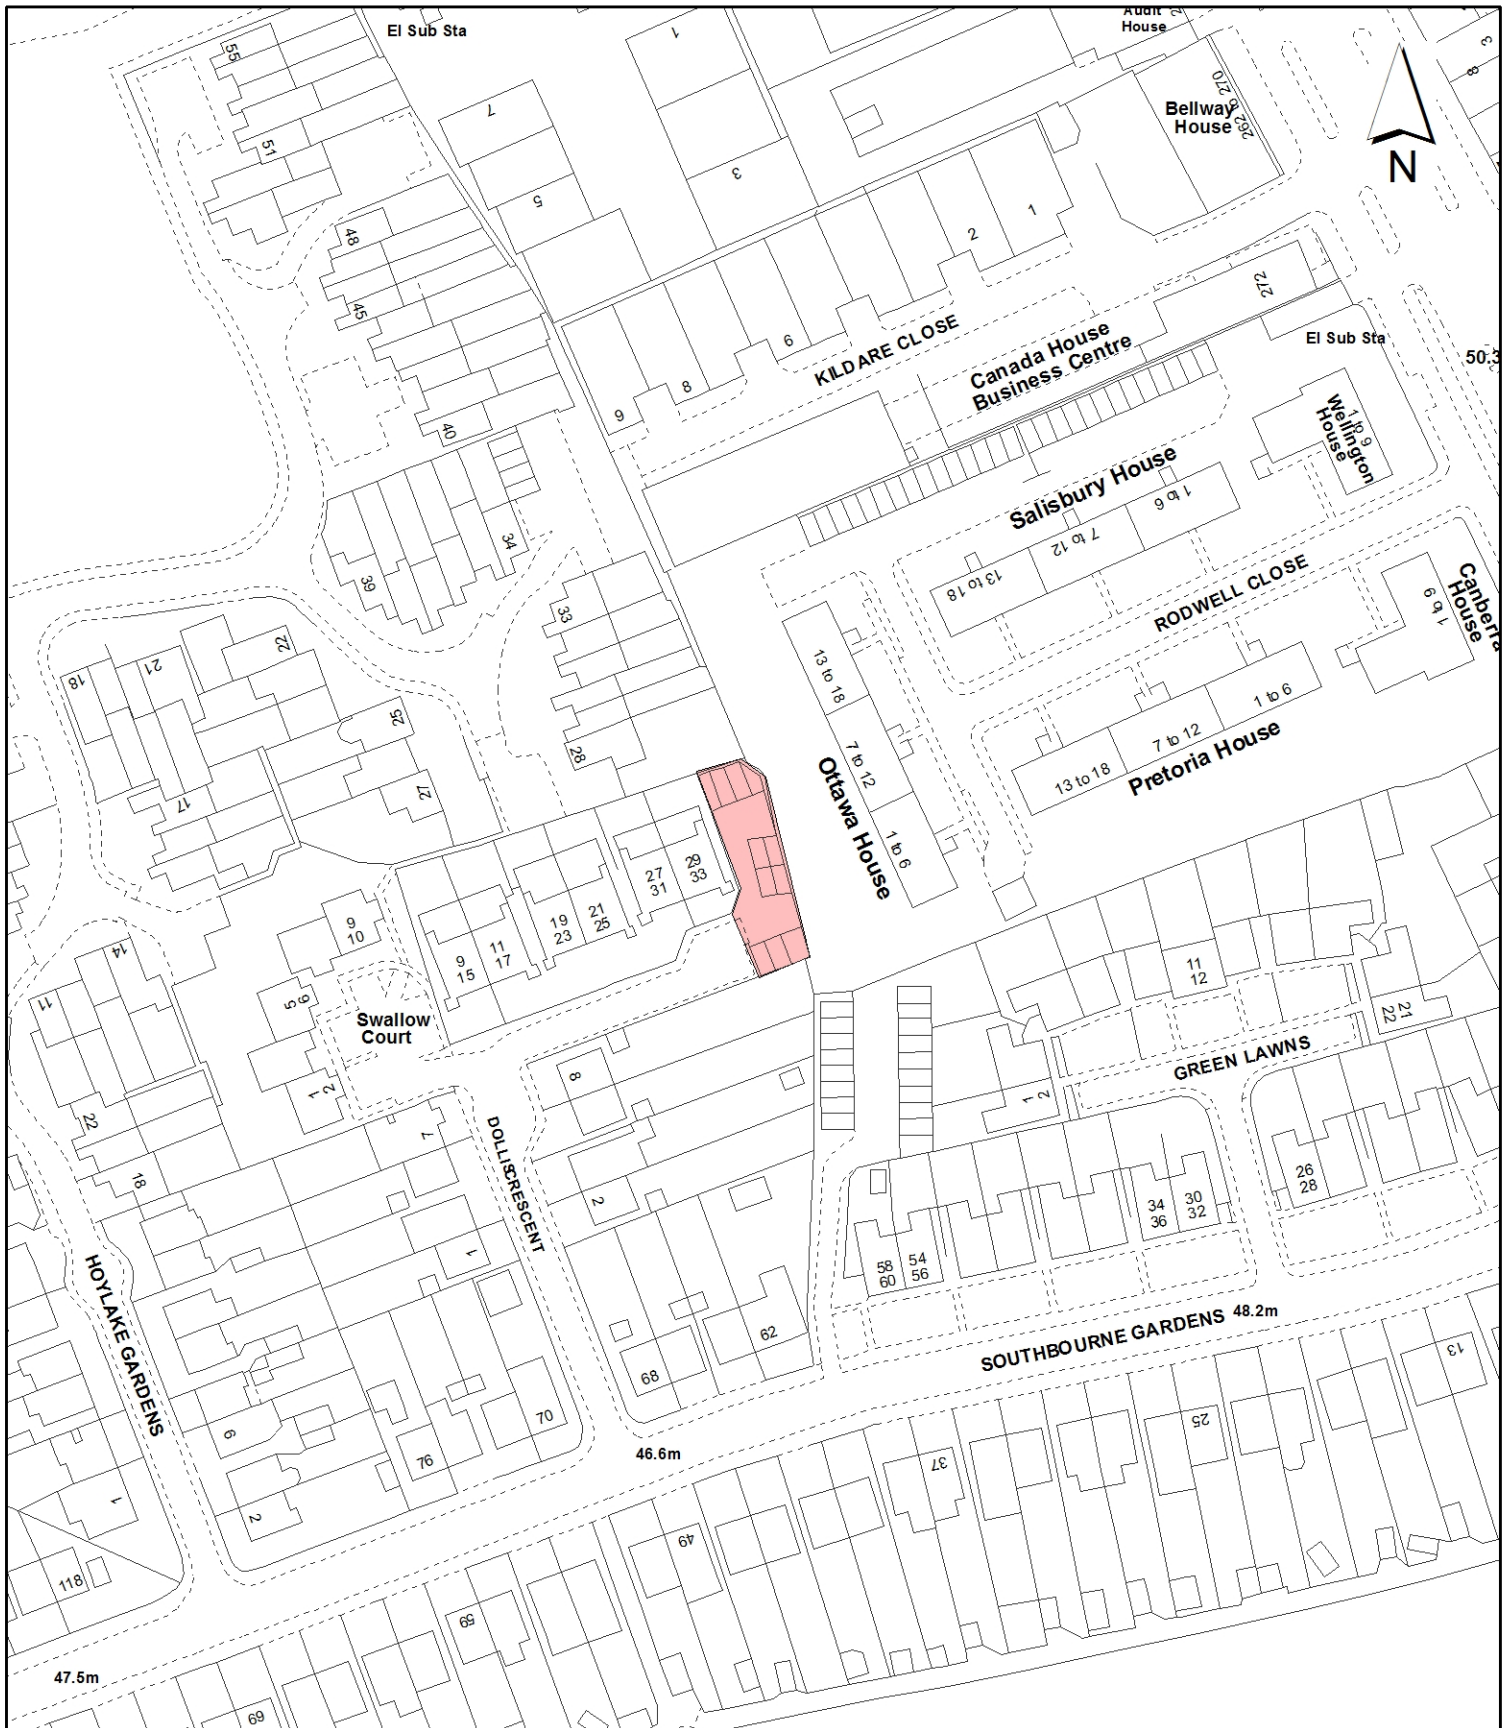 El Sub Sta
Audit
House
2
3
8
55
1
7
Bellway
House
262 to 270
N
51
3
5
48
2
1
45
272
6
KILDARE CLOSE
Canada House
Business Centre
El Sub Sta
50.3
8
9
40
Wellington
House
1 to 9
Salisbury House
1 to 6
7 to 12
13 to 18
34
39
33
RODWELL CLOSE
Canberra
House
1 to 9
22
21
18
13 to 18
25
1 to 6
7 to 12
13 to 18
Pretoria House
28
7 to 12
Ottawa House
1 to 6
27
17
29
33
27
31
21
25
19
23
11
17
9
15
9
10
14
11
5
6
Swallow
Court
11
12
21
22
GREEN LAWNS
8
1
2
1
2
22
7
DOLLIS CRESCENT
18
2
26
28
30
32
34
36
54
56
58
60
1
HOYLAKE GARDENS
62
SOUTHBOURNE GARDENS
48.2m
13
68
70
25
6
76
46.6m
37
1
2
49
118
59
47.5m
69